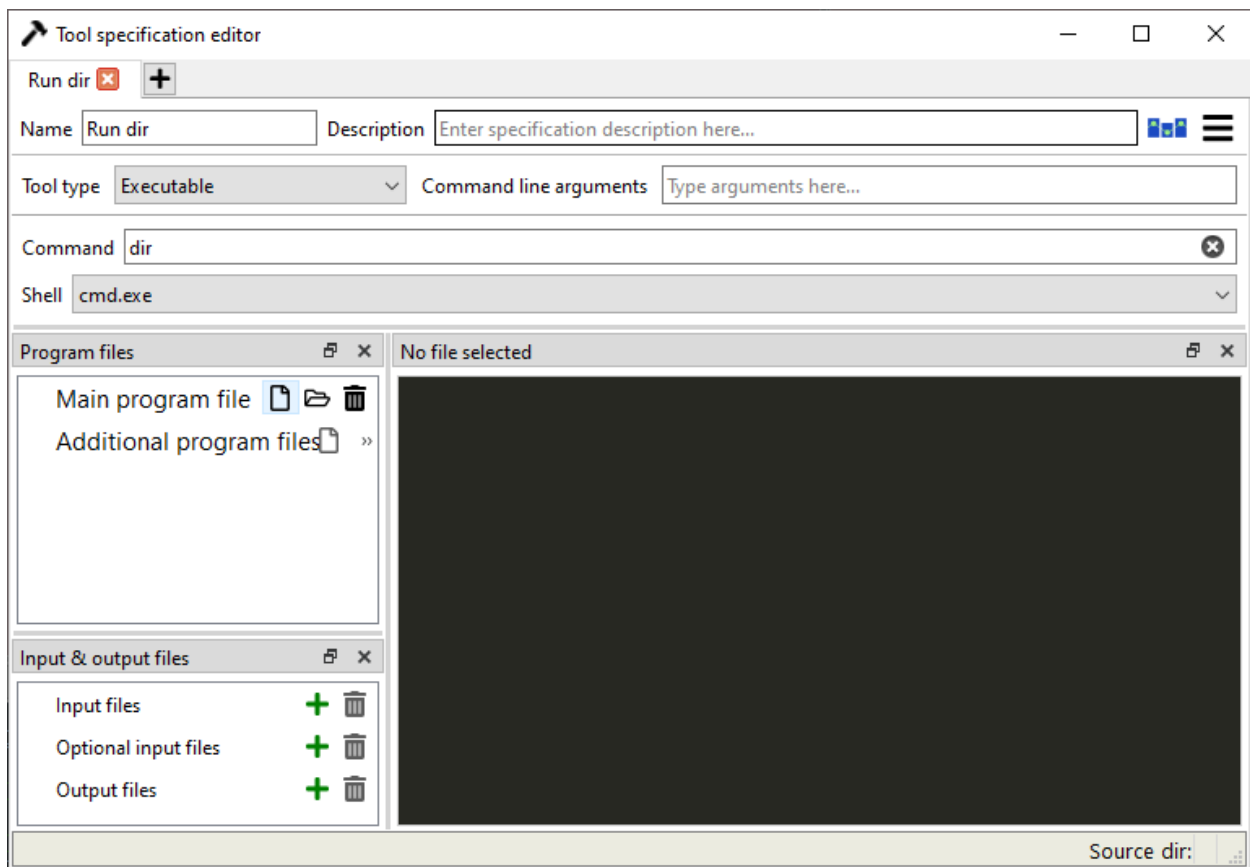 Tool specification editor
Run dir
Name Run dir Description Enter specification description here...
Tool type Executable Command line arguments Type arguments here...
Command dir
Shell cmd.exe
Program files
No file selected
Main program file
Additional program files »
Input & output files
Input files
Optional input files
Output files
Source dir: